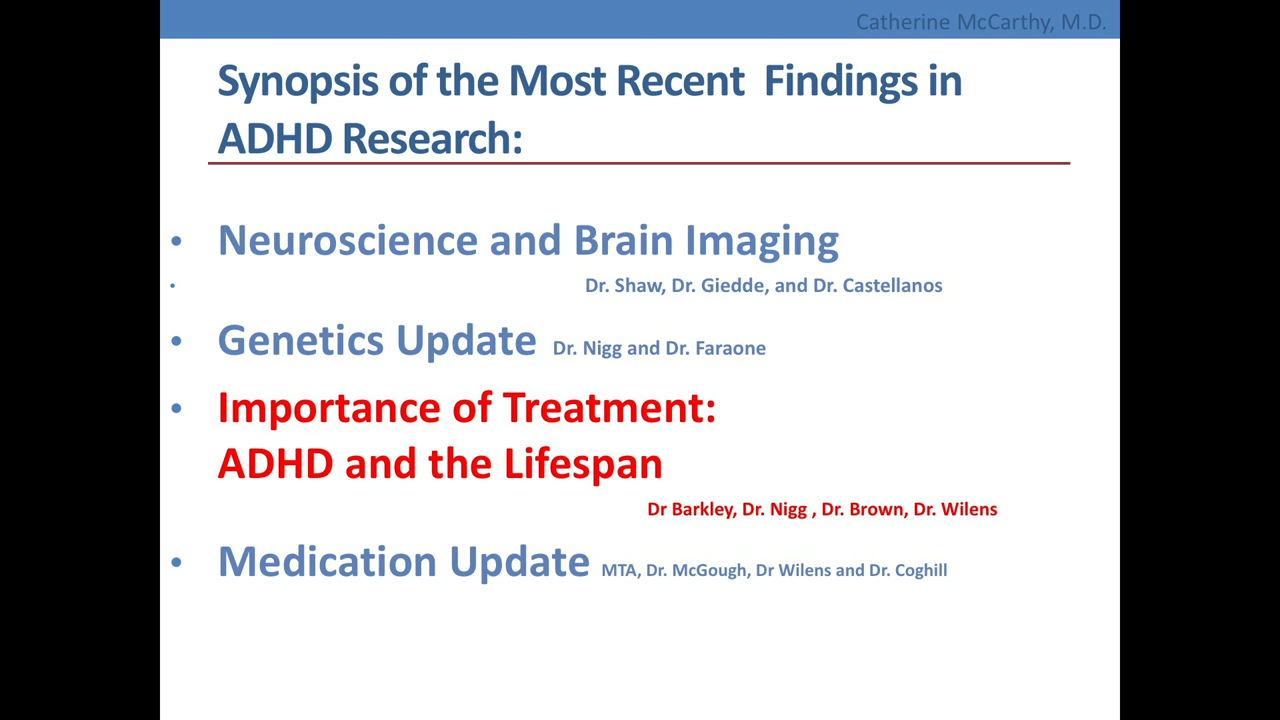 Catherine McCarthy, M.D.
Synopsis of the Most Recent Findings in
ADHD Research:
• Neuroscience and Brain Imaging
• Dr. Shaw, Dr. Giedde, and Dr. Castellanos
• Genetics Update Dr. Nigg and Dr. Faraone
• Importance of Treatment:
ADHD and the Lifespan
Dr Barkley, Dr. Nigg , Dr. Brown, Dr. Wilens
• Medication Update MTA, Dr. McGough, Dr Wilens and Dr. Coghill